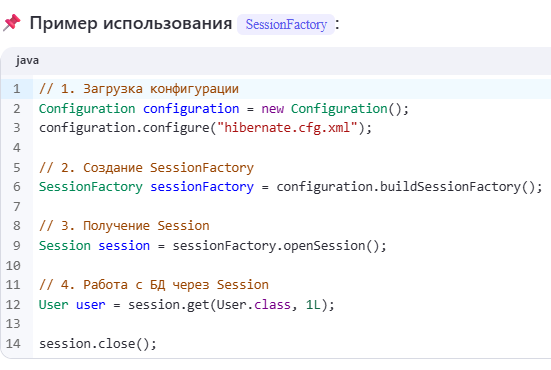 📌 Пример использования SessionFactory:
java
1 // 1. Загрузка конфигурации
2 Configuration configuration = new Configuration();
3 configuration.configure("hibernate.cfg.xml");
4
5 // 2. Создание SessionFactory
6 SessionFactory sessionFactory = configuration.buildSessionFactory();
7
8 // 3. Получение Session
9 Session session = sessionFactory.openSession();
10
11 // 4. Работа с БД через Session
12 User user = session.get(User.class, 1L);
13
14 session.close();